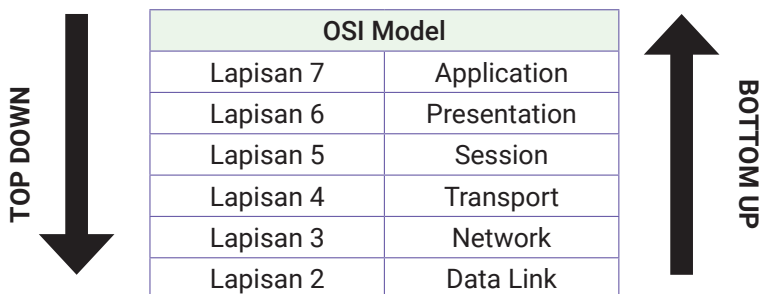 TOP DOWN
OSI Model
Lapisan 7 Application
Lapisan 6 Presentation
Lapisan 5 Session
Lapisan 4 Transport
Lapisan 3 Network
Lapisan 2 Data Link
BOTTOM UP